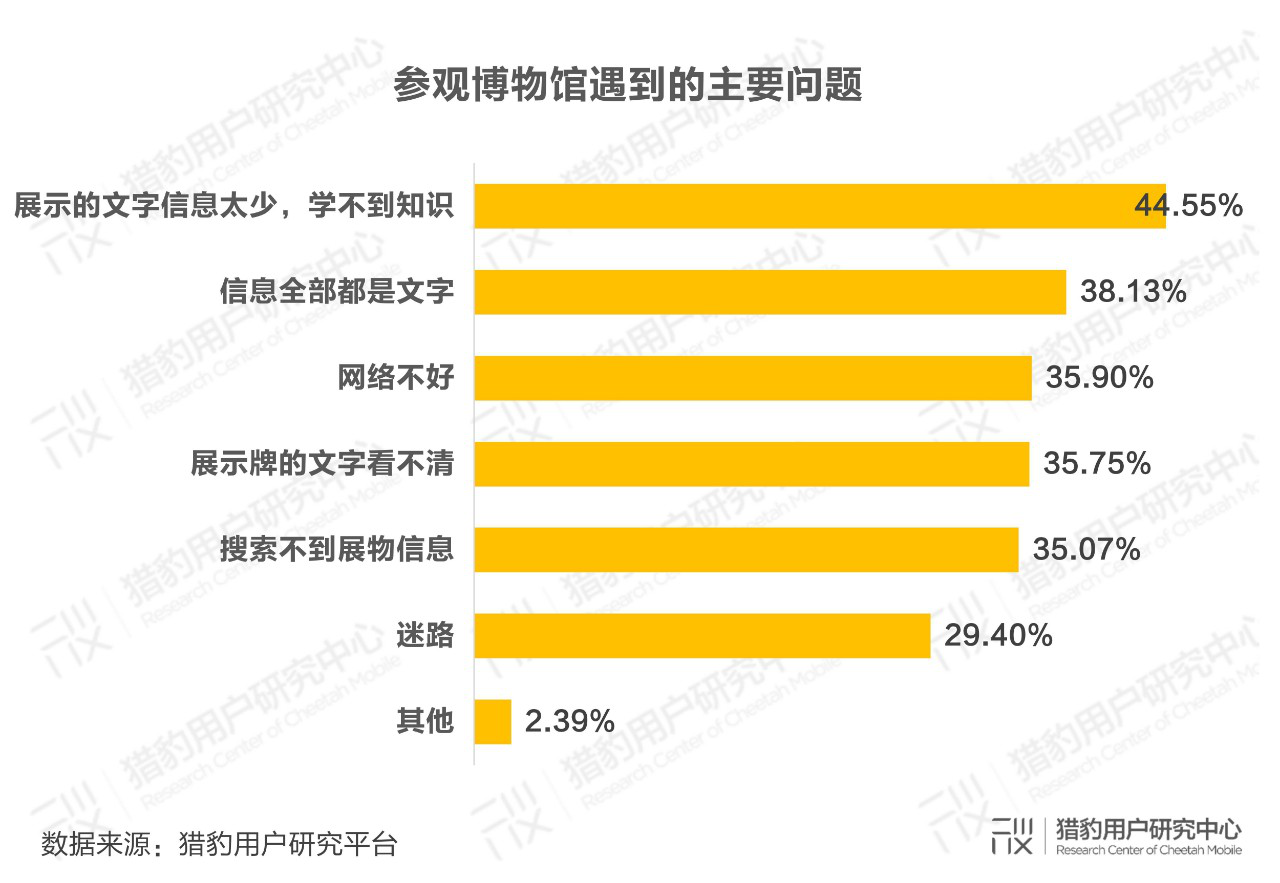 参观博物馆遇到的主要问题
展示的文字信息太少，学不到知识 44.55%
信息全部都是文字 38.13%
网络不好 35.90%
展示牌的文字看不清 35.75%
搜索不到展物信息 35.07%
迷路 29.40%
其他 2.39%
数据来源：猎豹用户研究平台
猎豹用户研究中心
Research Center of Cheetah Mobile